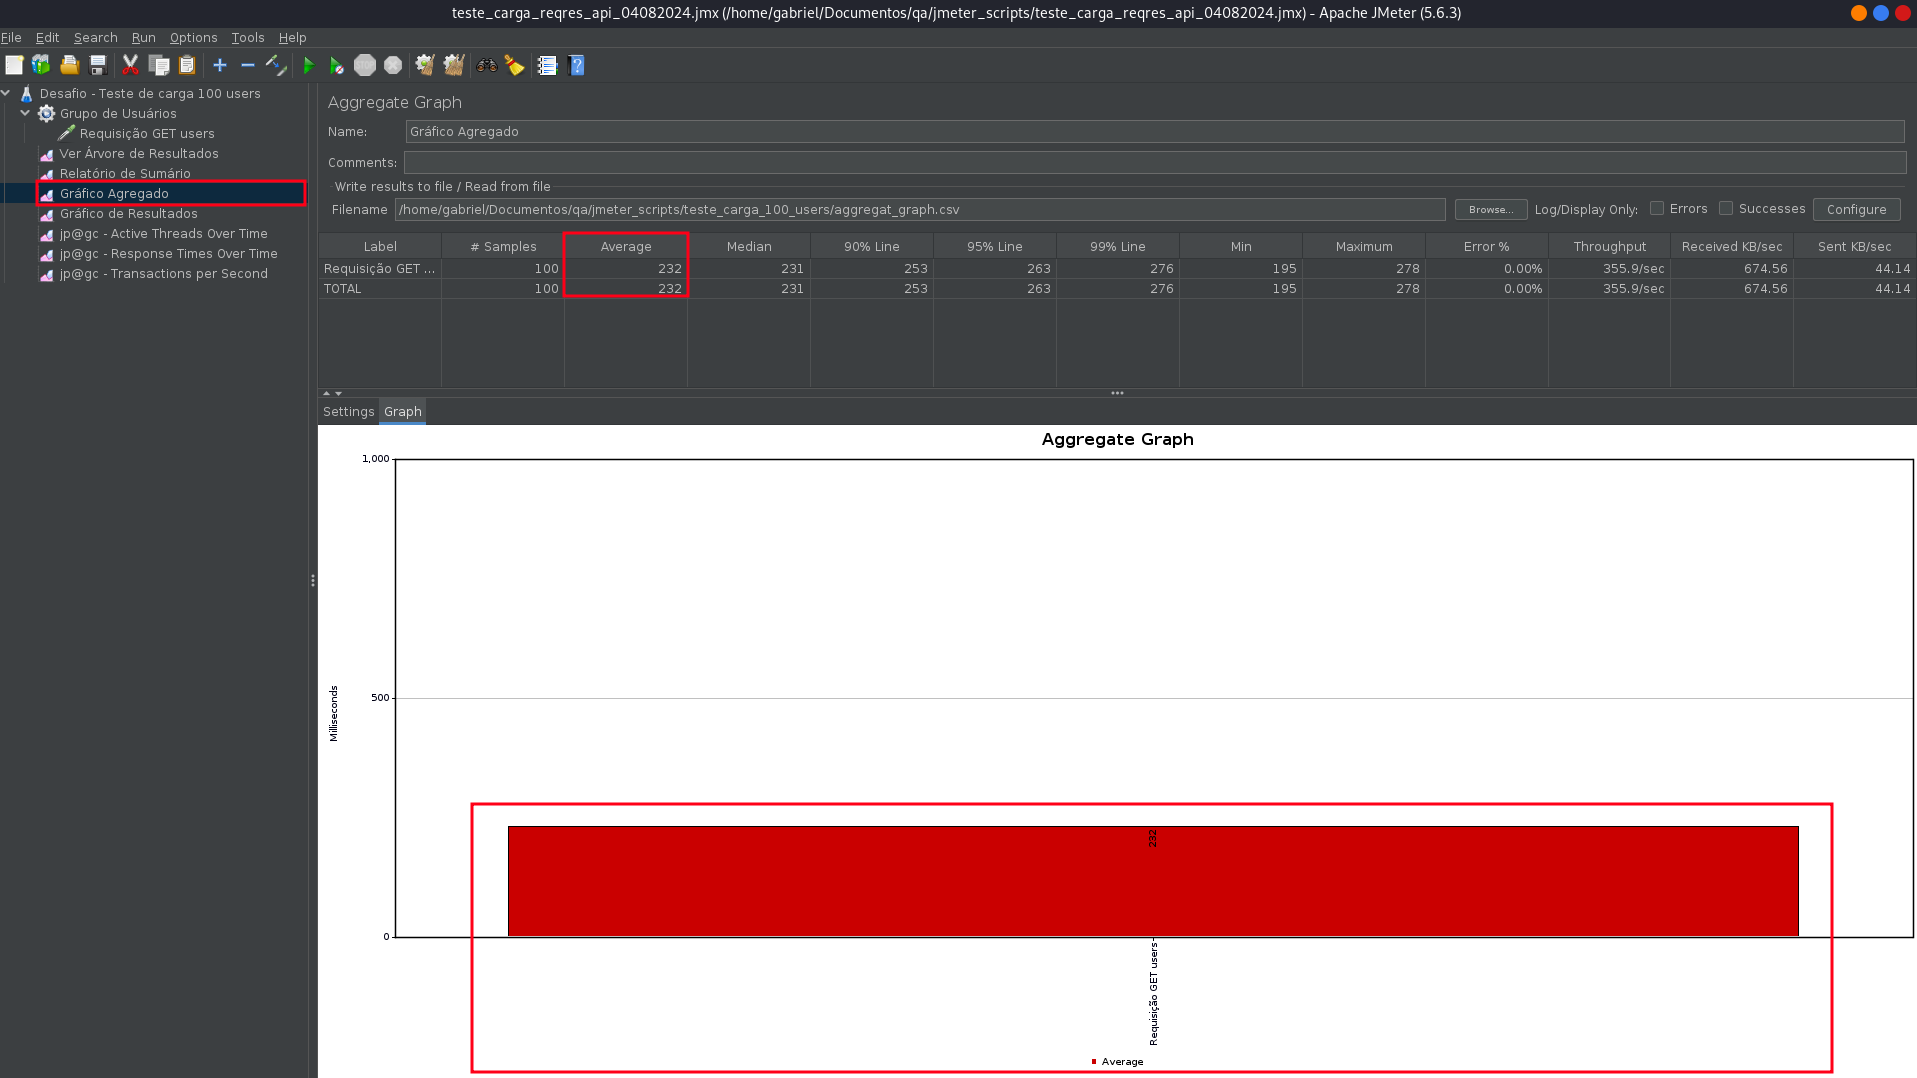 teste_carga_reqres_api_04082024.jmx (/home/gabriel/Documentos/qa/jmeter_scripts/teste_carga_reqres_api_04082024.jmx) - Apache JMeter (5.6.3)
File Edit Search Run Options Tools Help
STOP
Desafio - Teste de carga 100 users
Grupo de Usuários
Requisição GET users
Ver Árvore de Resultados
Relatório de Sumário
Gráfico Agregado
Gráfico de Resultados
jp@gc - Active Threads Over Time
jp@gc - Response Times Over Time
jp@gc - Transactions per Second
Aggregate Graph
Name: Gráfico Agregado
Comments:
Write results to file / Read from file
Filename /home/gabriel/Documentos/qa/jmeter_scripts/teste_carga_100_users/aggregat_graph.csv Browse... Log/Display Only: Errors Successes Configure
Label # Samples Average Median 90% Line 95% Line 99% Line Min Maximum Error % Throughput Received KB/sec Sent KB/sec
Requisição GET ... 100 232 231 253 263 276 195 278 0.00% 355.9/sec 674.56 44.14
TOTAL 100 232 231 253 263 276 195 278 0.00% 355.9/sec 674.56 44.14
Settings Graph
Aggregate Graph
1,000
500
0
Milliseconds
232
Requisição GET users
Average